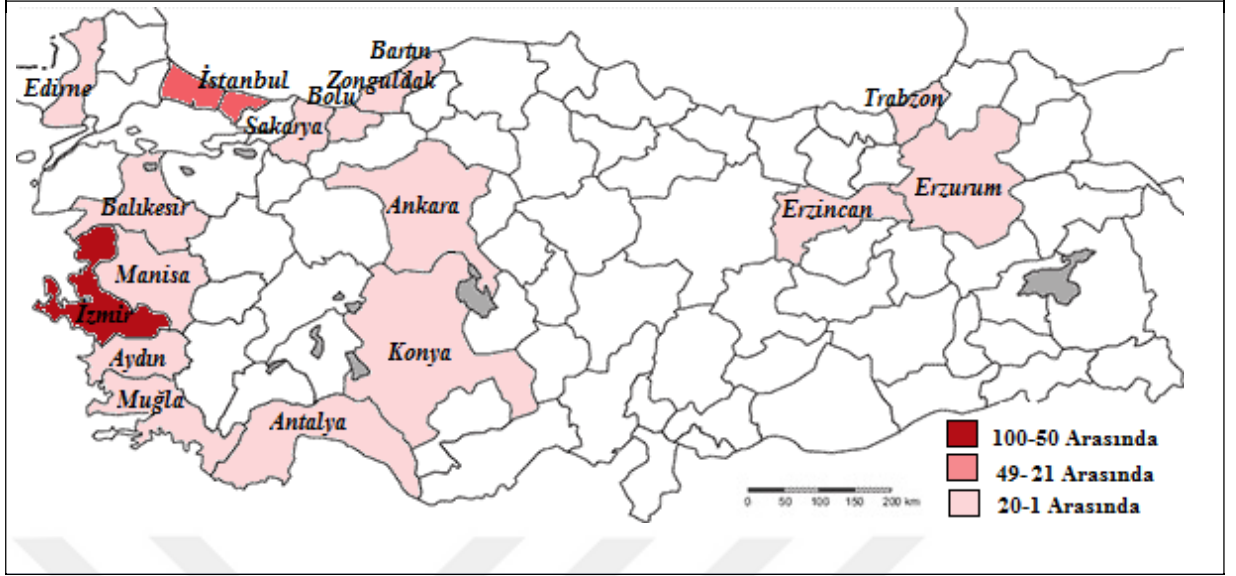 Bartın
Edirne
İstanbul
Zonguldak
Bolu
Trabzon
Sakarya
Erzurum
Balıkesir
Ankara
Erzincan
Manisa
İzmir
Aydın
Konya
Muğla
Antalya
100-50 Arasında
49- 21 Arasında
20-1 Arasında
0 50 100 150 200 km